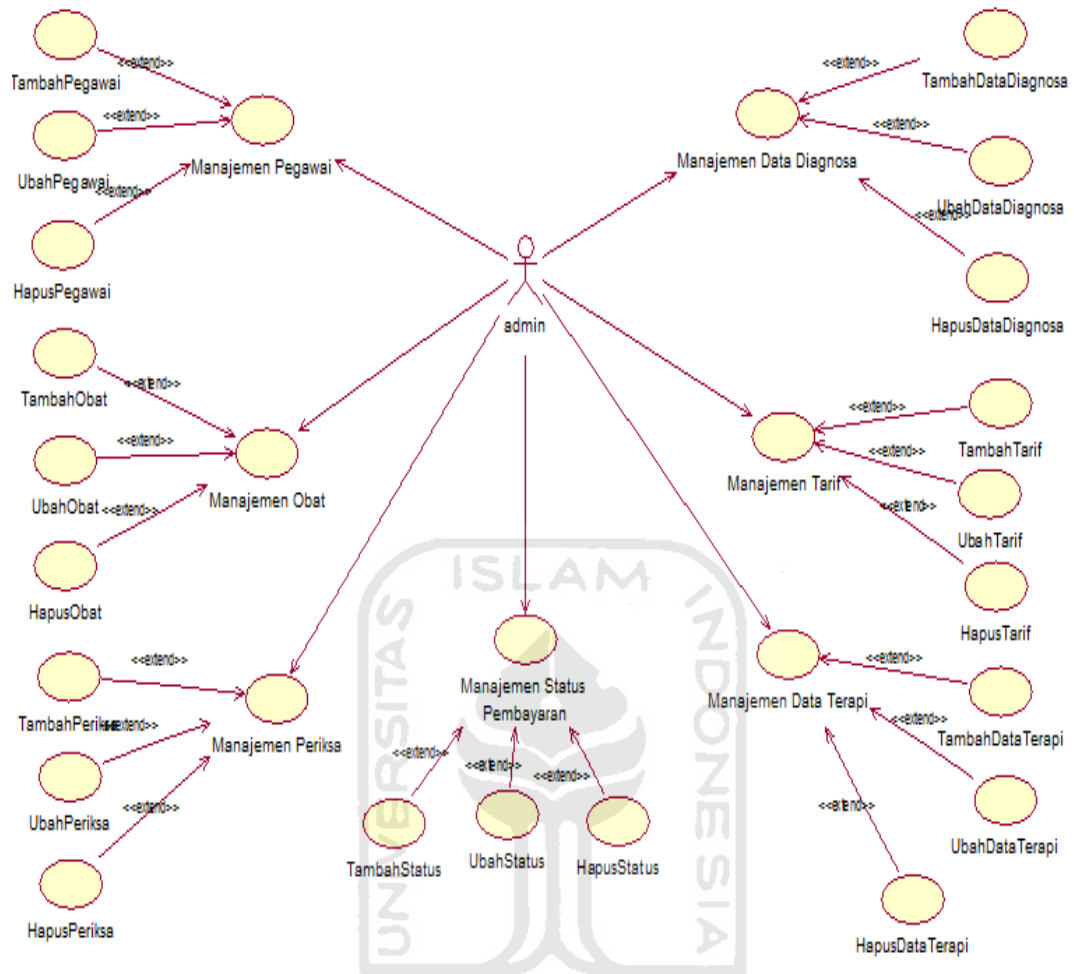 TambahPegawai
<<extend>>
UbahPegawai
<<extend>>
HapusPegawai
<<extend>>
Manajemen Pegawai
TambahDataDiagnosa
<<extend>>
UbahDataDiagnosa
<<extend>>
HapusDataDiagnosa
<<extend>>
Manajemen Data Diagnosa
admin
TambahObat
<<extend>>
UbahObat
<<extend>>
HapusObat
<<extend>>
Manajemen Obat
TambahTarif
<<extend>>
UbahTarif
<<extend>>
HapusTarif
<<extend>>
Manajemen Tarif
TambahPeriksa
<<extend>>
UbahPeriksa
<<extend>>
HapusPeriksa
<<extend>>
Manajemen Periksa
Manajemen Status
Pembayaran
<<extend>>
<<extend>>
<<extend>>
TambahStatus
UbahStatus
HapusStatus
Manajemen Data Terapi
<<extend>>
TambahDataTerapi
<<extend>>
UbahDataTerapi
<<extend>>
HapusDataTerapi
UNIVERSITAS
ISLAM
INDONESIA